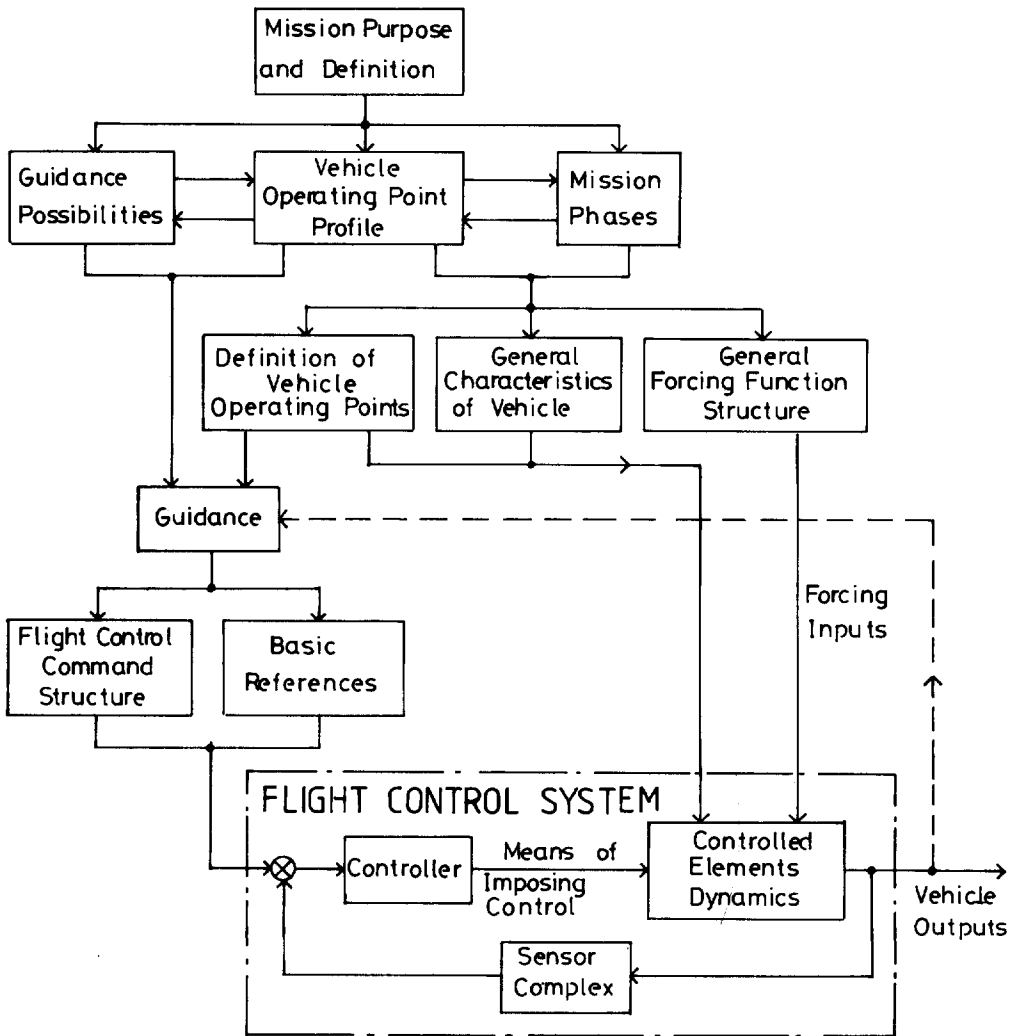 Mission Purpose
and Definition
Guidance
Possibilities
Vehicle
Operating Point
Profile
Mission
Phases
Definition of
Vehicle
Operating Points
General
Characteristics
of Vehicle
General
Forcing Function
Structure
Guidance
Forcing
Inputs
Flight Control
Command
Structure
Basic
References
FLIGHT CONTROL SYSTEM
Controller
Means of
Imposing
Control
Controlled
Elements
Dynamics
Vehicle
Outputs
Sensor
Complex